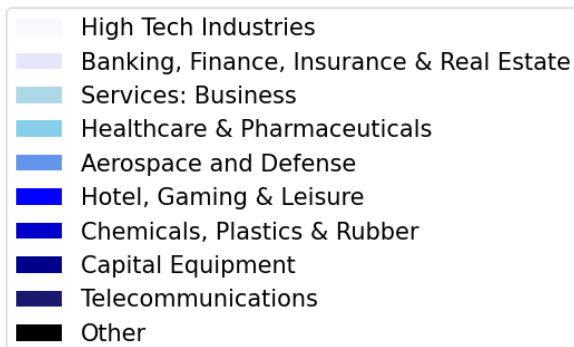 High Tech Industries
Banking, Finance, Insurance & Real Estate
Services: Business
Healthcare & Pharmaceuticals
Aerospace and Defense
Hotel, Gaming & Leisure
Chemicals, Plastics & Rubber
Capital Equipment
Telecommunications
Other